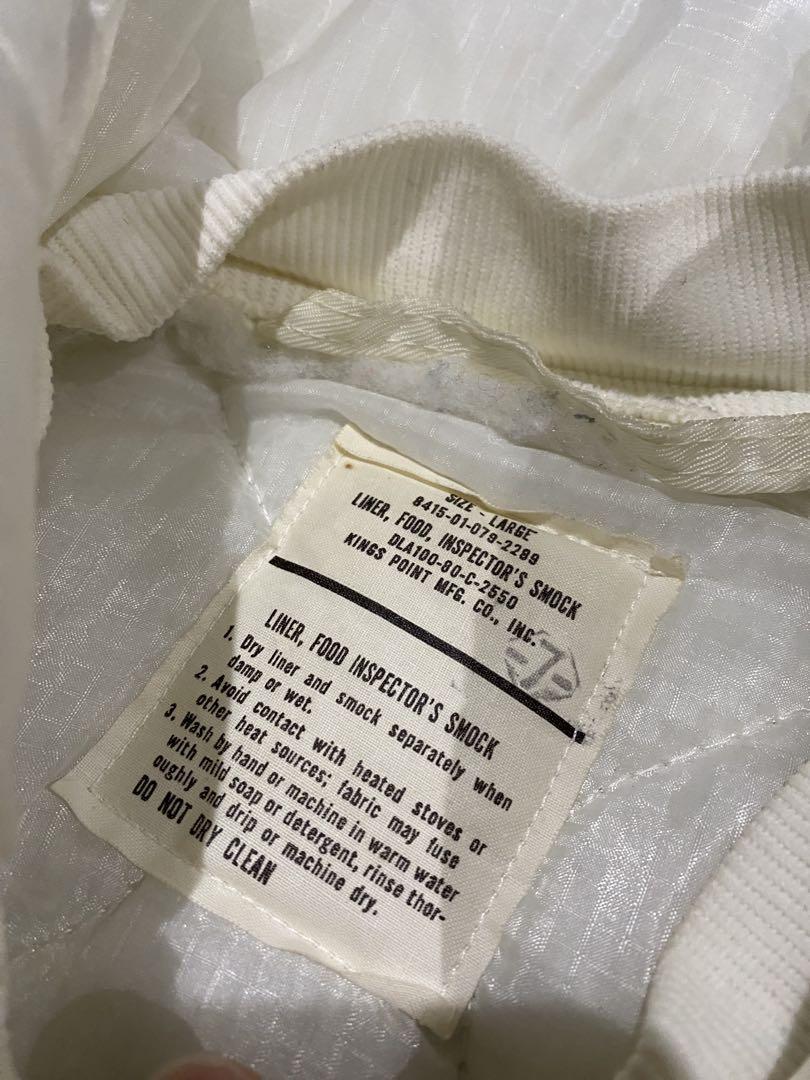 SIZE - LARGE
8415-01-079-2289
LINER, FOOD, INSPECTOR'S SMOCK
DLA100-80-C-2550
KINGS POINT MFG. CO., INC.
-7-
LINER, FOOD INSPECTOR'S SMOCK
1. Dry liner and smock separately when
damp or wet.
2. Avoid contact with heated stoves or
other heat sources; fabric may fuse
3. Wash by hand or machine in warm water
with mild soap or detergent, rinse thor-
oughly and drip or machine dry.
DO NOT DRY CLEAN